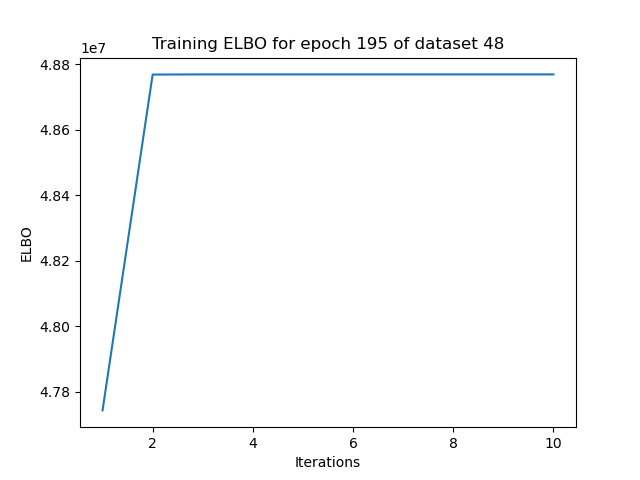 Training ELBO for epoch 195 of dataset 48
1e7
4.88
4.86
4.84
4.82
4.80
4.78
ELBO
2
4
6
8
10
Iterations